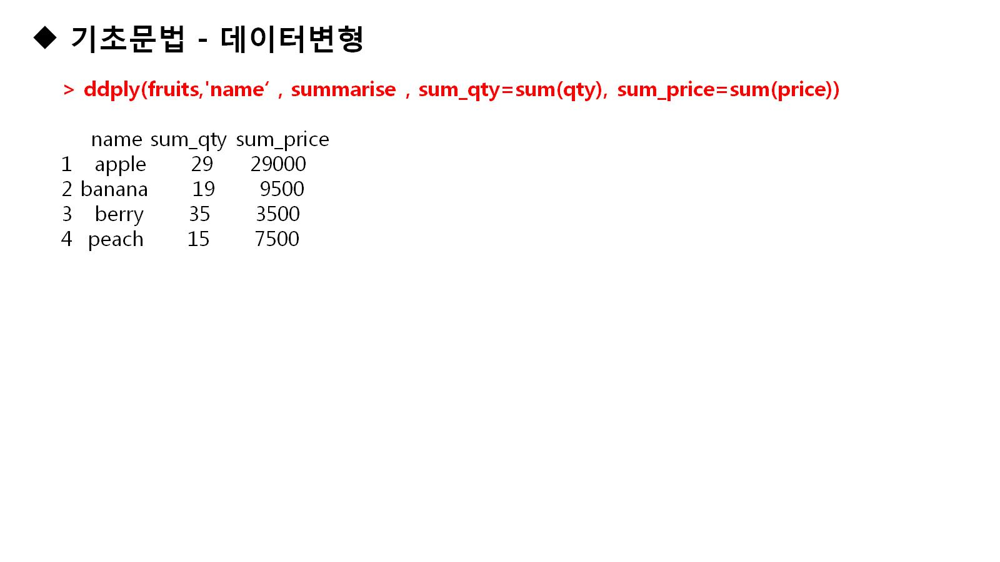 ◆ 기초문법 - 데이터변형
> ddply(fruits,'name‘ , summarise , sum_qty=sum(qty), sum_price=sum(price))
name sum_qty sum_price
1 apple 29 29000
2 banana 19 9500
3 berry 35 3500
4 peach 15 7500